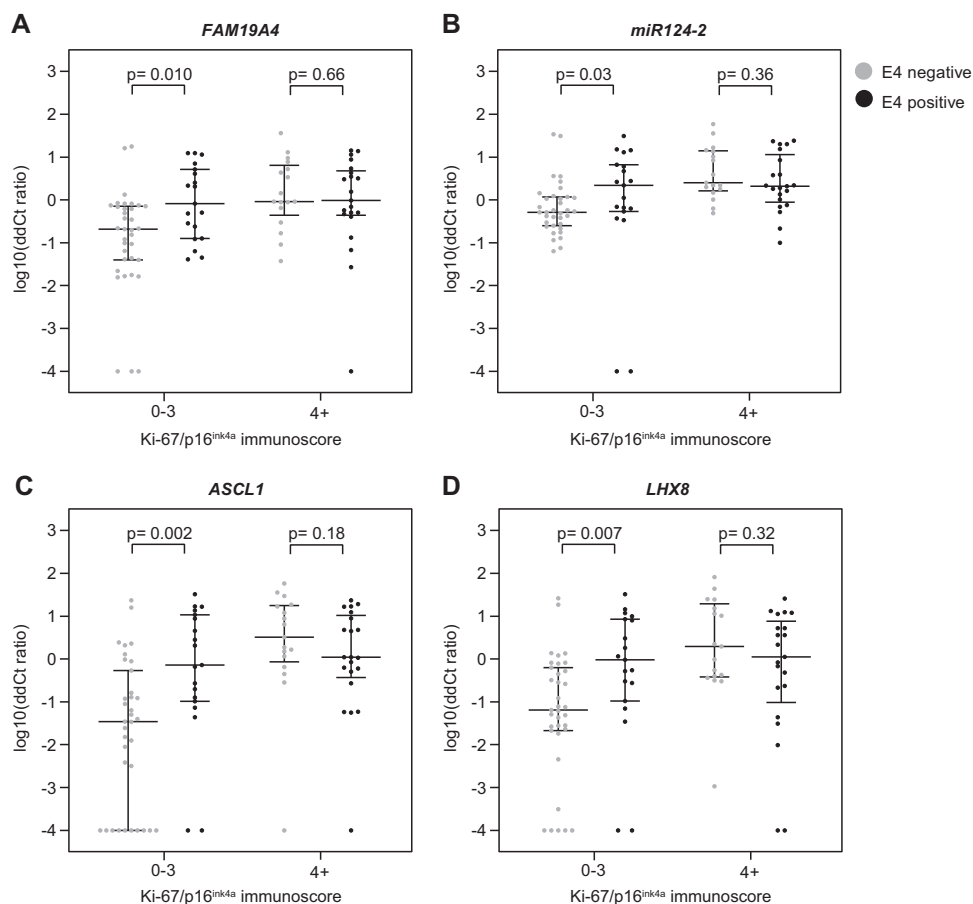 A
FAM19A4
p= 0.010
p= 0.66
3
2
1
0
-1
-2
-3
-4
log10(ddCt ratio)
0-3
4+
Ki-67/p16ink4a immunoscore
B
miR124-2
p= 0.03
p= 0.36
3
2
1
0
-1
-2
-3
-4
log10(ddCt ratio)
0-3
4+
Ki-67/p16ink4a immunoscore
E4 negative
E4 positive
C
ASCL1
p= 0.002
p= 0.18
3
2
1
0
-1
-2
-3
-4
log10(ddCt ratio)
0-3
4+
Ki-67/p16ink4a immunoscore
D
LHX8
p= 0.007
p= 0.32
3
2
1
0
-1
-2
-3
-4
log10(ddCt ratio)
0-3
4+
Ki-67/p16ink4a immunoscore